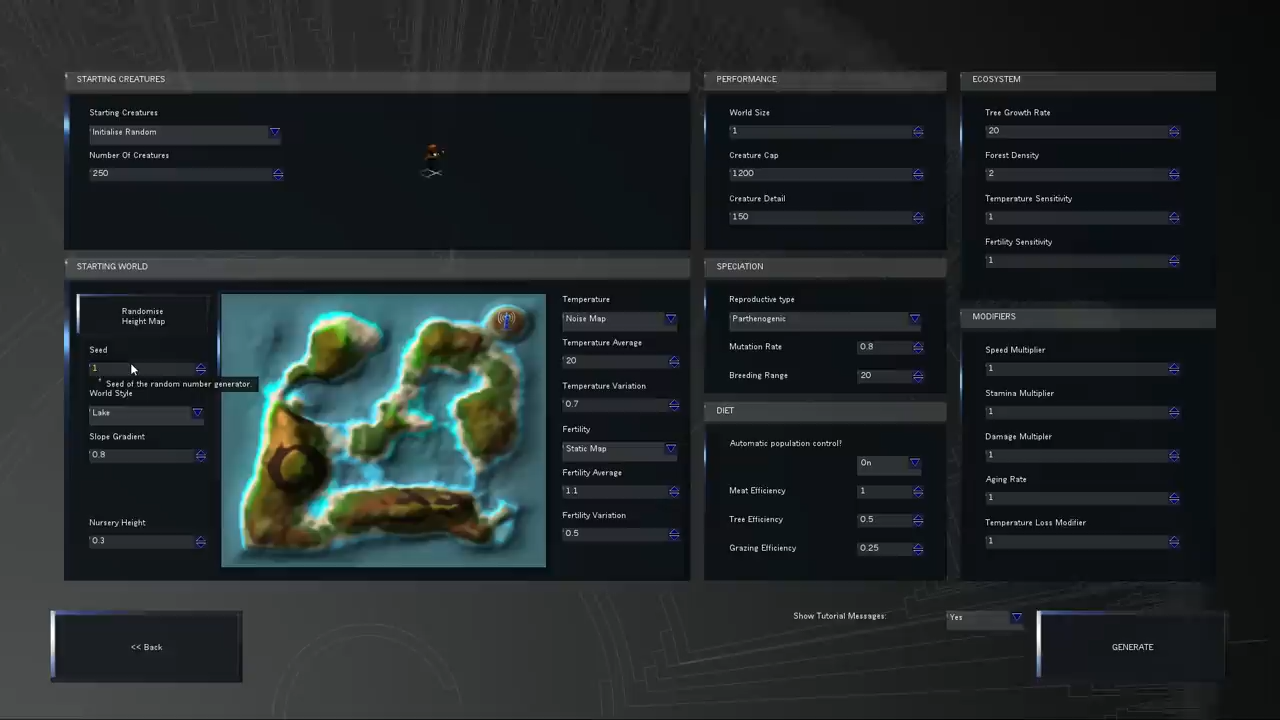 STARTING CREATURES
Starting Creatures
Initialise Random
Number Of Creatures
250
STARTING WORLD
Randomise
Height Map
Seed
1
Seed of the random number generator.
World Style
Lake
Slope Gradient
0.8
Nursery Height
0.3
Temperature
Noise Map
Temperature Average
20
Temperature Variation
0.7
Fertility
Static Map
Fertility Average
1.1
Fertility Variation
0.5
PERFORMANCE
World Size
1
Creature Cap
1200
Creature Detail
150
SPECIATION
Reproductive type
Parthenogenic
Mutation Rate 0.8
Breeding Range 20
DIET
Automatic population control?
On
Meat Efficiency 1
Tree Efficiency 0.5
Grazing Efficiency 0.25
ECOSYSTEM
Tree Growth Rate
20
Forest Density
2
Temperature Sensitivity
1
Fertility Sensitivity
1
MODIFIERS
Speed Multiplier
1
Stamina Multiplier
1
Damage Multipler
1
Aging Rate
1
Temperature Loss Modifier
1
<< Back
Show Tutorial Messages: Yes
GENERATE